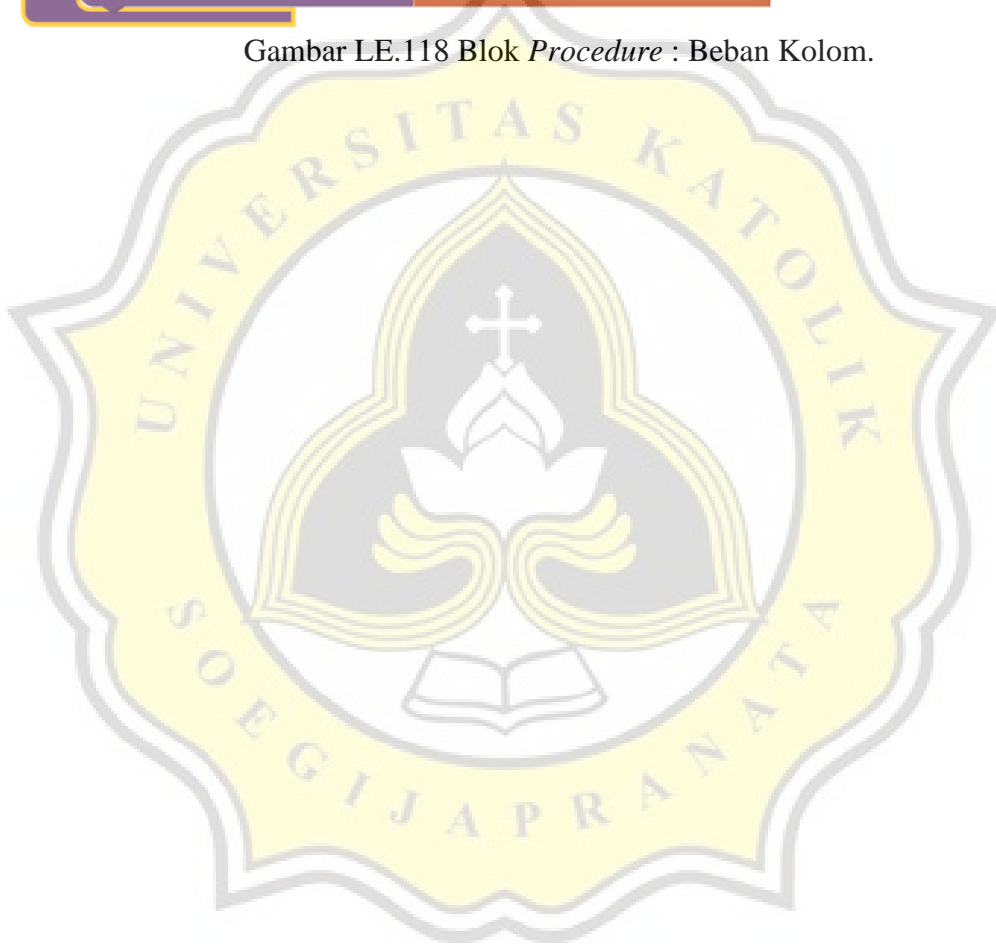 Gambar LE.118 Blok Procedure : Beban Kolom.
UNIVERSITAS KATOLIK
SOEGIJAPRANATA